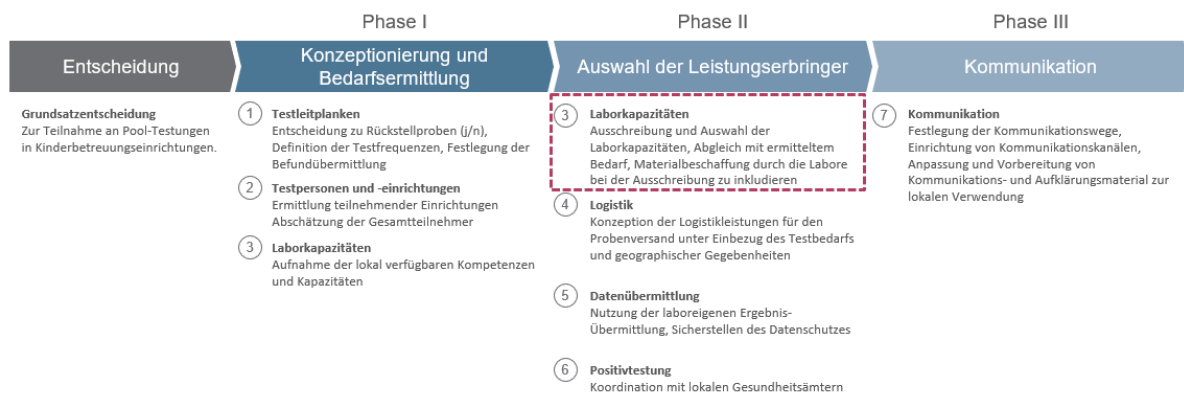 Phase I
Phase II
Phase III
Entscheidung
Konzeptionierung und
Bedarfsermittlung
Auswahl der Leistungserbringer
Kommunikation
Grundsatzentscheidung
Zur Teilnahme an Pool-Testungen
in Kinderbetreuungseinrichtungen.
1 Testleitplanken
Entscheidung zu Rückstellproben (j/n),
Definition der Testfrequenzen, Festlegung der
Befundübermittlung
2 Testpersonen und -einrichtungen
Ermittlung teilnehmender Einrichtungen
Abschätzung der Gesamtteilnehmer
3 Laborkapazitäten
Aufnahme der lokal verfügbaren Kompetenzen
und Kapazitäten
3 Laborkapazitäten
Ausschreibung und Auswahl der
Laborkapazitäten, Abgleich mit ermitteltem
Bedarf, Materialbeschaffung durch die Labore
bei der Ausschreibung zu inkludieren
4 Logistik
Konzeption der Logistikleistungen für den
Probenversand unter Einbezug des Testbedarfs
und geographischer Gegebenheiten
5 Datenübermittlung
Nutzung der laboreigenen Ergebnis-
Übermittlung, Sicherstellen des Datenschutzes
6 Positivtestung
Koordination mit lokalen Gesundheitsämtern
7 Kommunikation
Festlegung der Kommunikationswege,
Einrichtung von Kommunikationskanälen,
Anpassung und Vorbereitung von
Kommunikations- und Aufklärungsmaterial zur
lokalen Verwendung